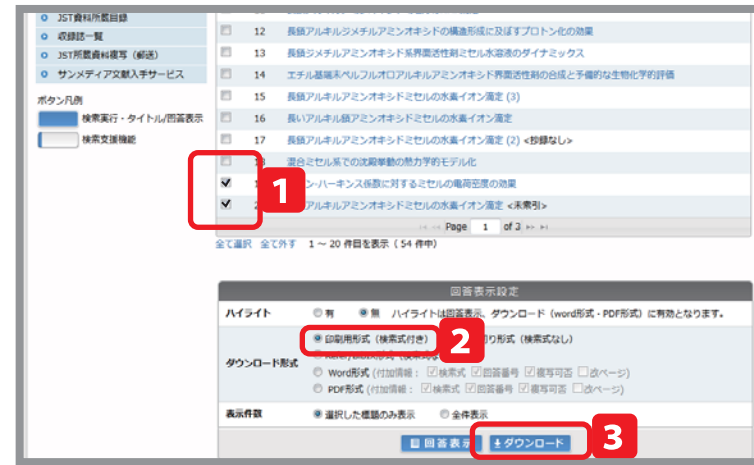 JST資料所蔵目録
収録誌一覧
JST所蔵資料複写（郵送）
サンメディア文献入手サービス
ボタン凡例
検索実行・タイトル/回答表示
検索支援機能
12 長鎖アルキルジメチルアミンオキシドの構造形成に及ぼすプロトン化の効果
13 長鎖ジメチルアミンオキシド系界面活性剤ミセル水溶液のダイナミックス
14 エチル基端末ペルフルオロアルキルアミンオキシド界面活性剤の合成と予備的な生物化学的評価
15 長鎖アルキルアミンオキシドミセルの水素イオン滴定 (3)
16 長いアルキル鎖アミンオキシドミセルの水素イオン滴定
17 長鎖アルキルアミンオキシドミセルの水素イオン滴定 (2) <抄録なし>
混合ミセル系での沈殿挙動の熱力学的モデル化
1
ン-ハーキンス係数に対するミセルの電荷密度の効果
アルキルアミンオキシドミセルの水素イオン滴定 <未索引>
Page 1 of 3
全て選択 全て外す 1 ～ 20 件目を表示 ( 54 件中)
回答表示設定
ハイライト 有 無 ハイライトは回答表示、ダウンロード（word形式・PDF形式）に有効となります。
ダウンロード形式
印刷用形式（検索式付き） 2 り形式（検索式なし）
Word形式 (付加情報： 検索式 回答番号 複写可否 改ページ)
PDF形式 (付加情報： 検索式 回答番号 複写可否 改ページ)
表示件数 選択した標題のみ表示 全件表示
回答表示 ダウンロード 3